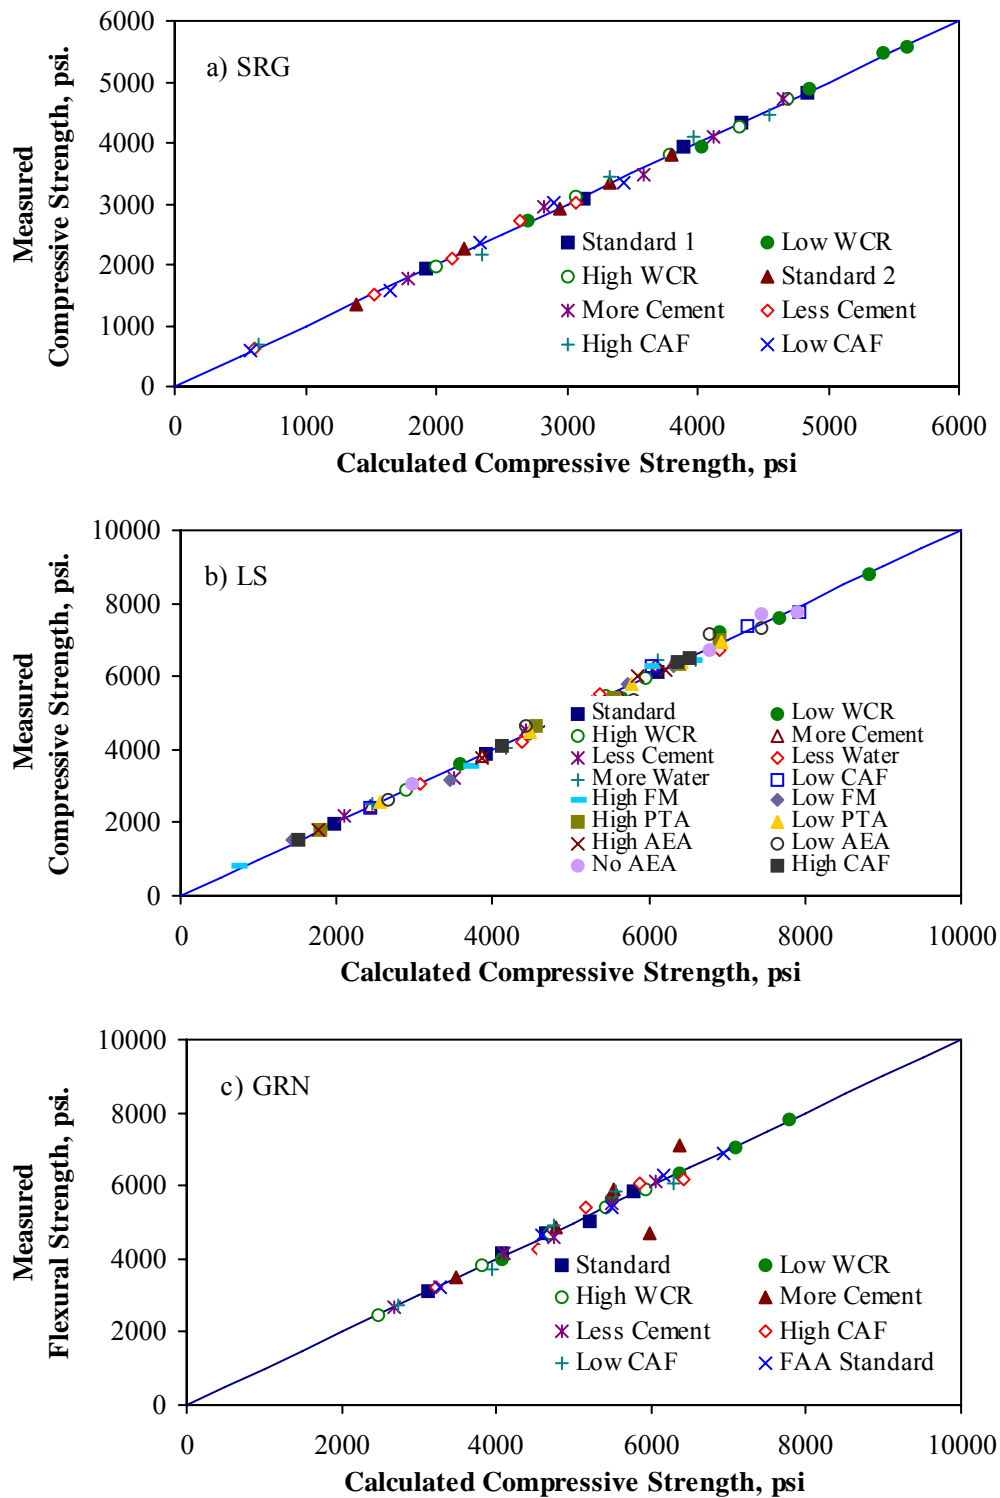 6000
5000
4000
3000
2000
1000
0
Measured
Compressive Strength, psi.
a) SRG
Standard 1
Low WCR
High WCR
Standard 2
More Cement
Less Cement
High CAF
Low CAF
0 1000 2000 3000 4000 5000 6000
Calculated Compressive Strength, psi
10000
8000
6000
4000
2000
0
Measured
Compressive Strength, psi.
b) LS
Standard
Low WCR
High WCR
More Cement
Less Cement
Less Water
More Water
Low CAF
High FM
Low FM
High PTA
Low PTA
High AEA
Low AEA
No AEA
High CAF
0 2000 4000 6000 8000 10000
Calculated Compressive Strength, psi
10000
8000
6000
4000
2000
0
Measured
Flexural Strength, psi.
c) GRN
Standard
Low WCR
High WCR
More Cement
Less Cement
High CAF
Low CAF
FAA Standard
0 2000 4000 6000 8000 10000
Calculated Compressive Strength, psi